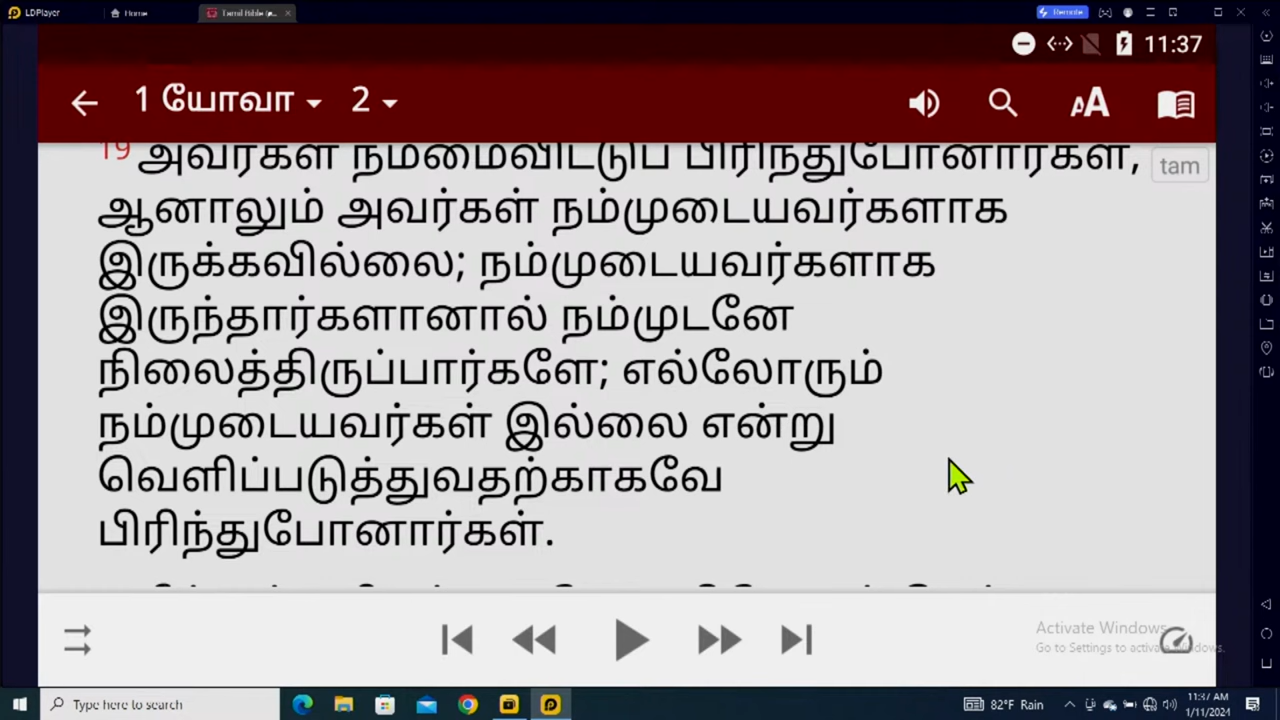 LDPlayer
Home
Tamil Bible (த...
Remote
11:37
1 யோவா 2
19 அவர்கள் நம்மைவிட்டுப் பிரிந்துபோனார்கள்,
tam
ஆனாலும் அவர்கள் நம்முடையவர்களாக
இருக்கவில்லை; நம்முடையவர்களாக
இருந்தார்களானால் நம்முடனே
நிலைத்திருப்பார்களே; எல்லோரும்
நம்முடையவர்கள் இல்லை என்று
வெளிப்படுத்துவதற்காகவே
பிரிந்துபோனார்கள்.
Activate Windows
Go to Settings to activate Windows.
Type here to search
82°F Rain
11:37 AM
1/11/2024